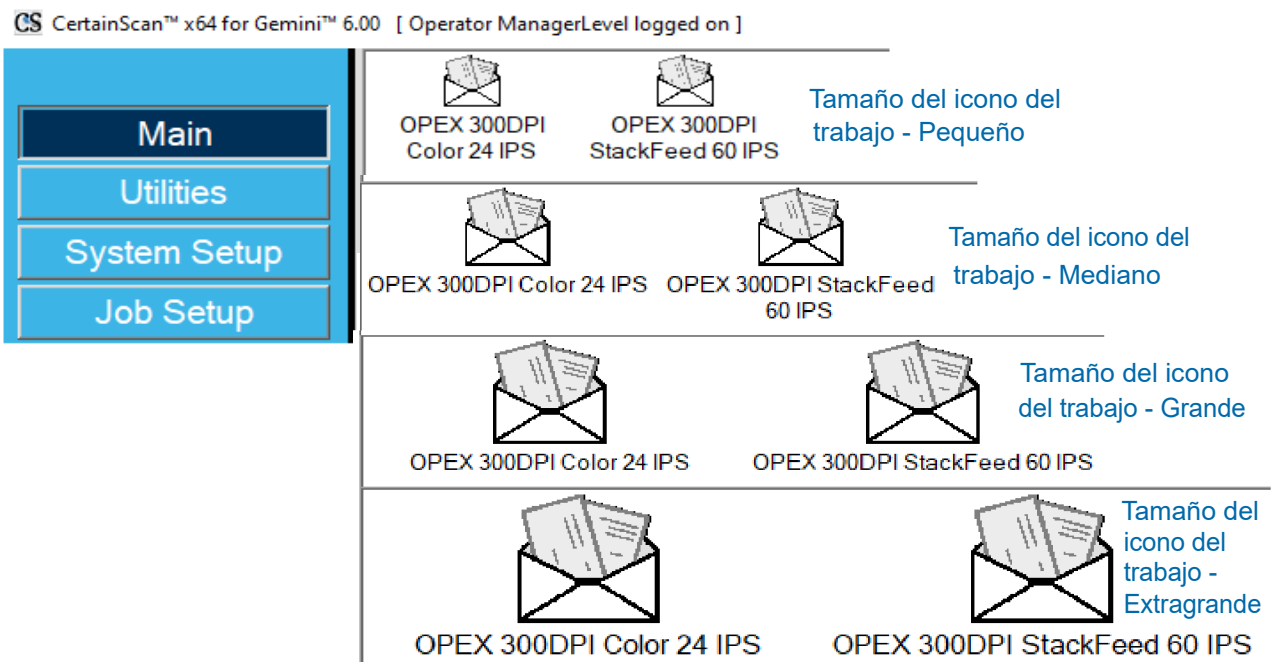 CS CertainScan™ x64 for Gemini™ 6.00 [ Operator ManagerLevel logged on ]
Main
Utilities
System Setup
Job Setup
OPEX 300DPI
Color 24 IPS
OPEX 300DPI
StackFeed 60 IPS
Tamaño del icono del
trabajo - Pequeño
OPEX 300DPI Color 24 IPS
OPEX 300DPI StackFeed
60 IPS
Tamaño del icono del
trabajo - Mediano
OPEX 300DPI Color 24 IPS
OPEX 300DPI StackFeed 60 IPS
Tamaño del icono
del trabajo - Grande
OPEX 300DPI Color 24 IPS
OPEX 300DPI StackFeed 60 IPS
Tamaño del
icono del
trabajo -
Extragrande